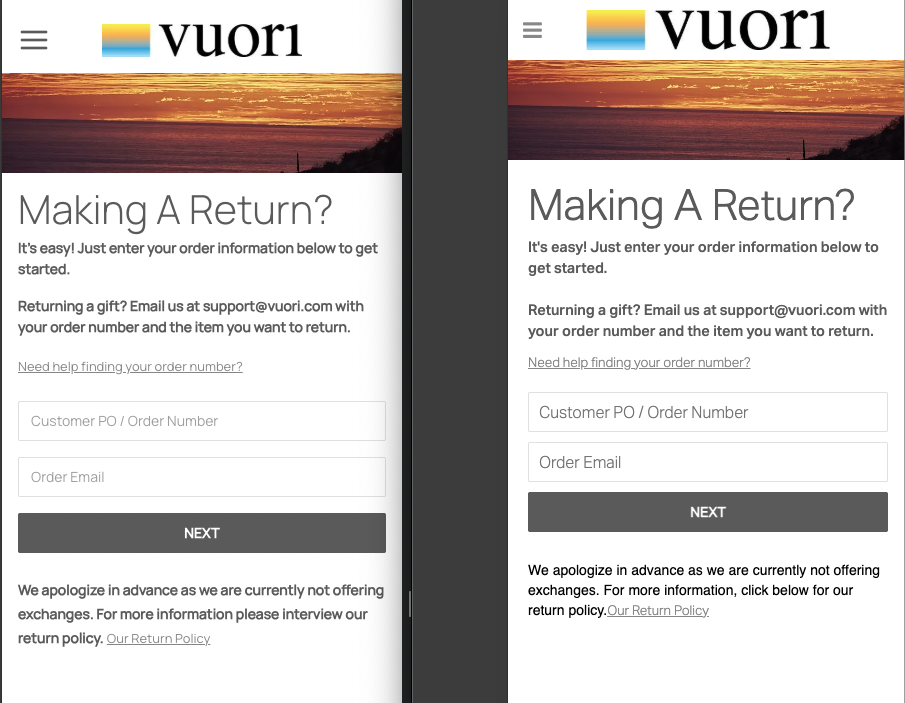 vuori
Making A Return?
It's easy! Just enter your order information below to get
started.
Returning a gift? Email us at support@vuori.com with
your order number and the item you want to return.
Need help finding your order number?
Customer PO / Order Number
Order Email
NEXT
We apologize in advance as we are currently not offering
exchanges. For more information please interview our
return policy. Our Return Policy
vuori
Making A Return?
It's easy! Just enter your order information below to
get started.
Returning a gift? Email us at support@vuori.com with
your order number and the item you want to return.
Need help finding your order number?
Customer PO / Order Number
Order Email
NEXT
We apologize in advance as we are currently not offering
exchanges. For more information, click below for our
return policy.Our Return Policy